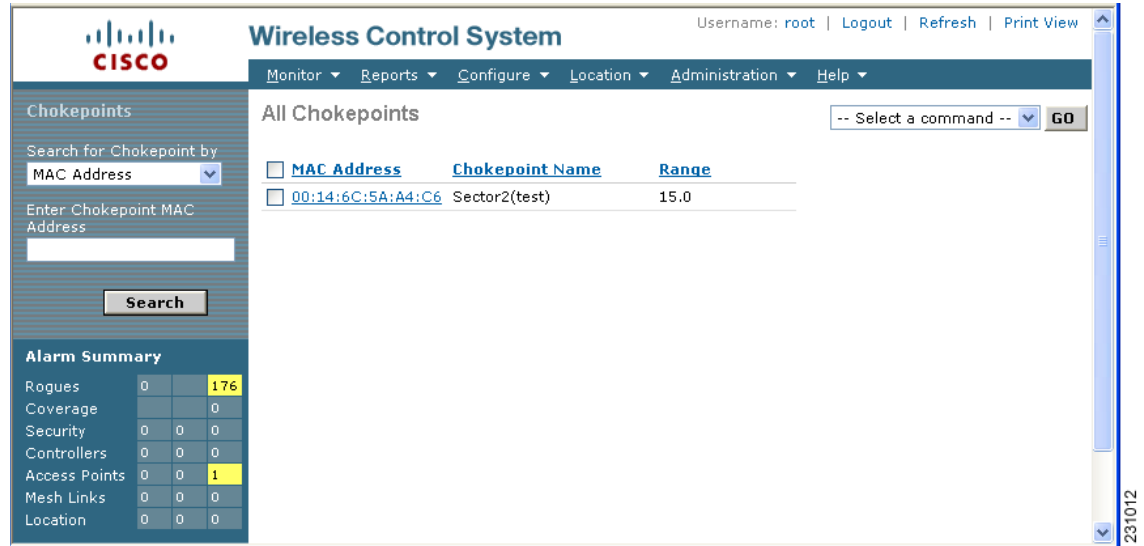 CISCO
Wireless Control System
Username: root | Logout | Refresh | Print View
Monitor Reports Configure Location Administration Help
Chokepoints
Search for Chokepoint by
MAC Address
Enter Chokepoint MAC
Address
Search
All Chokepoints
-- Select a command -- GO
MAC Address Chokepoint Name Range
00:14:6C:5A:A4:C6 Sector2(test) 15.0
Alarm Summary
Rogues 0 176
Coverage 0
Security 0 0 0
Controllers 0 0 0
Access Points 0 0 1
Mesh Links 0 0 0
Location 0 0 0
231012